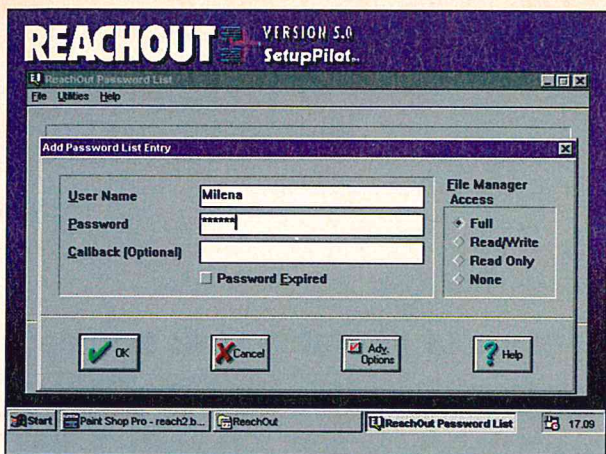 REACHOUT VERSION 5.0
SetupPilot™
ReachOut Password List
File Utilities Help
Add Password List Entry
User Name Milena
Password ******
Callback (Optional)
Password Expired
File Manager
Access
Full
Read/Write
Read Only
None
OK
Cancel
Adv.
Options
? Help
Start Paint Shop Pro - reach2.b... ReachOut ReachOut Password List 17.09